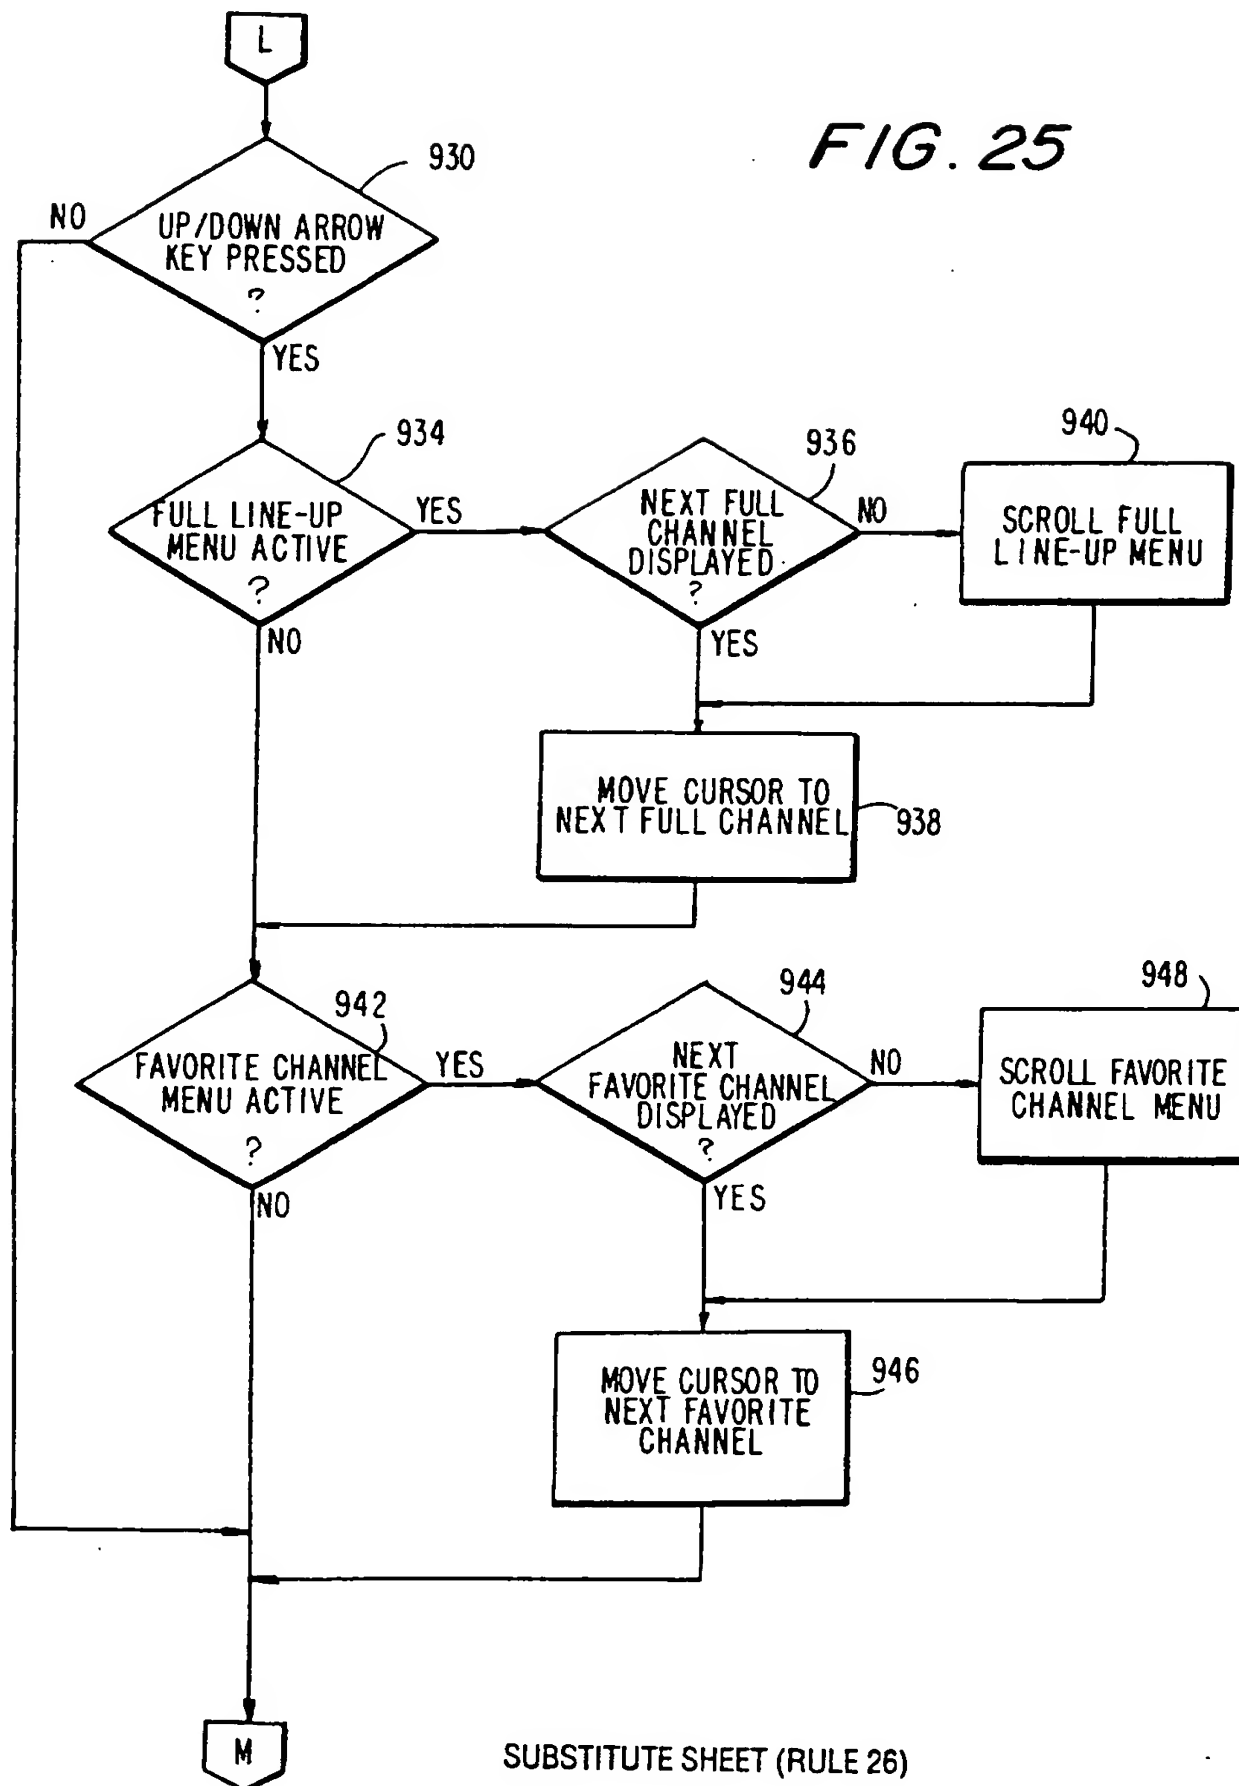 L
FIG. 25
930
NO
UP/DOWN ARROW
KEY PRESSED
?
YES
934
FULL LINE-UP
MENU ACTIVE
?
YES
NO
936
NEXT FULL
CHANNEL
DISPLAYED
?
NO
YES
940
SCROLL FULL
LINE-UP MENU
MOVE CURSOR TO
NEXT FULL CHANNEL
938
942
FAVORITE CHANNEL
MENU ACTIVE
?
YES
NO
944
NEXT
FAVORITE CHANNEL
DISPLAYED
?
NO
YES
948
SCROLL FAVORITE
CHANNEL MENU
MOVE CURSOR TO
NEXT FAVORITE
CHANNEL
946
M
SUBSTITUTE SHEET (RULE 26)